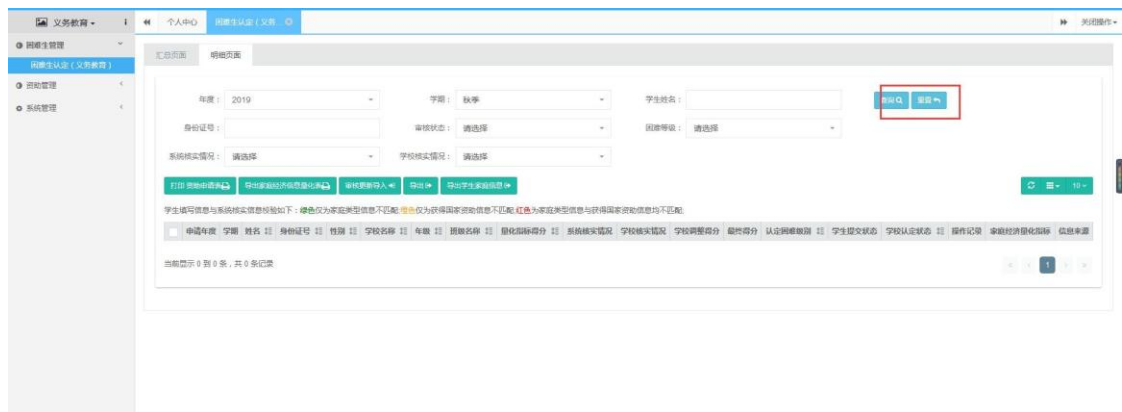 义务教育
个人中心
困难生认定(义务...
关闭操作
困难生管理
困难生认定(义务教育)
资助管理
系统管理
汇总页面
明细页面
年度: 2019
学期: 秋季
学生姓名:
查询
重置
身份证号:
审核状态: 请选择
困难等级: 请选择
系统核实情况: 请选择
学校核实情况: 请选择
打印 资助申请表
导出家庭经济信息量化表
审核更新导入
导出
导出学生家庭信息
10
学生填写信息与系统核实信息校验如下:绿色仅为家庭类型信息不匹配;橙色仅为获得国家资助信息不匹配;红色为家庭类型信息与获得国家资助信息均不匹配;
申请年度 学期 姓名 身份证号 性别 学校名称 年级 班级名称 量化指标得分 系统核实情况 学校核实情况 学校调整得分 最终得分 认定困难级别 学生提交状态 学校认定状态 操作记录 家庭经济量化指标 信息来源
当前显示 0 到 0 条,共 0 条记录
« ‹ 1 › »